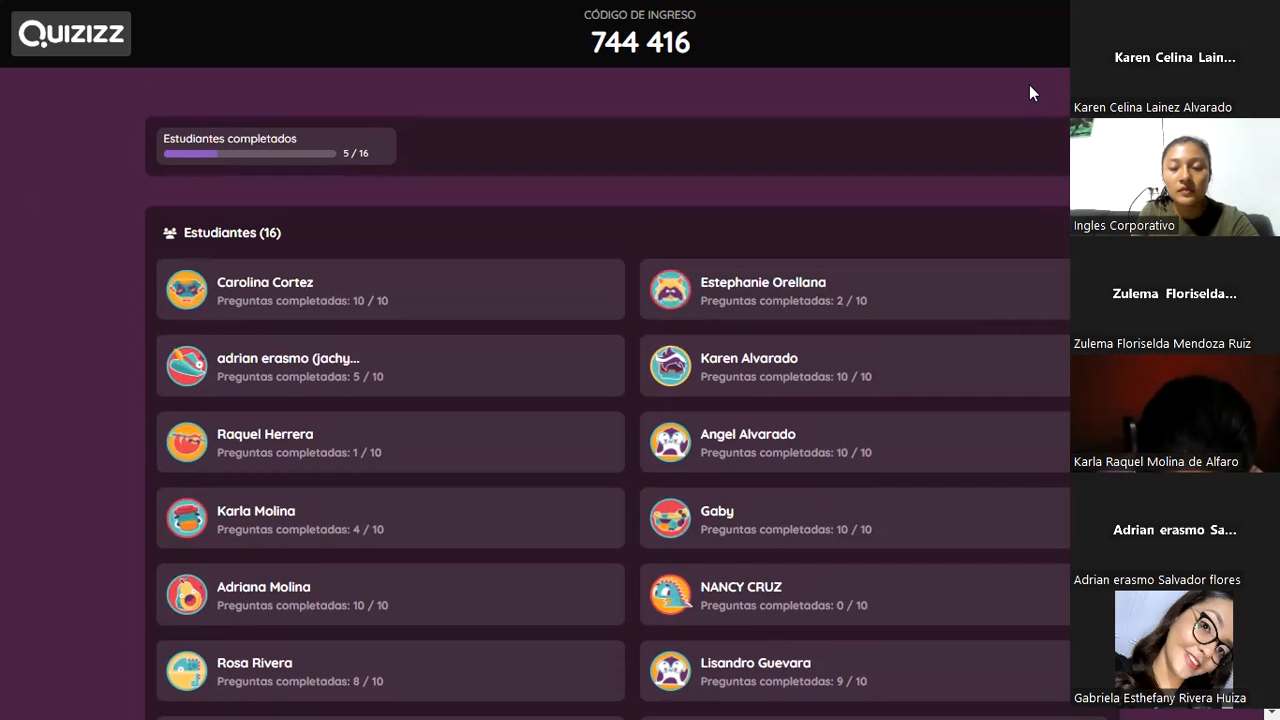 Quizizz
CÓDIGO DE INGRESO
744 416
Estudiantes completados
5 / 16
Estudiantes (16)
Carolina Cortez
Preguntas completadas: 10 / 10
Estephanie Orellana
Preguntas completadas: 2 / 10
adrian erasmo (jachy...
Preguntas completadas: 5 / 10
Karen Alvarado
Preguntas completadas: 10 / 10
Raquel Herrera
Preguntas completadas: 1 / 10
Angel Alvarado
Preguntas completadas: 10 / 10
Karla Molina
Preguntas completadas: 4 / 10
Gaby
Preguntas completadas: 10 / 10
Adriana Molina
Preguntas completadas: 10 / 10
NANCY CRUZ
Preguntas completadas: 0 / 10
Rosa Rivera
Preguntas completadas: 8 / 10
Lisandro Guevara
Preguntas completadas: 9 / 10
Karen Celina Lain...
Karen Celina Lainez Alvarado
Ingles Corporativo
Zulema Floriselda...
Zulema Floriselda Mendoza Ruiz
Karla Raquel Molina de Alfaro
Adrian erasmo Sa...
Adrian erasmo Salvador flores
Gabriela Esthefany Rivera Huiza